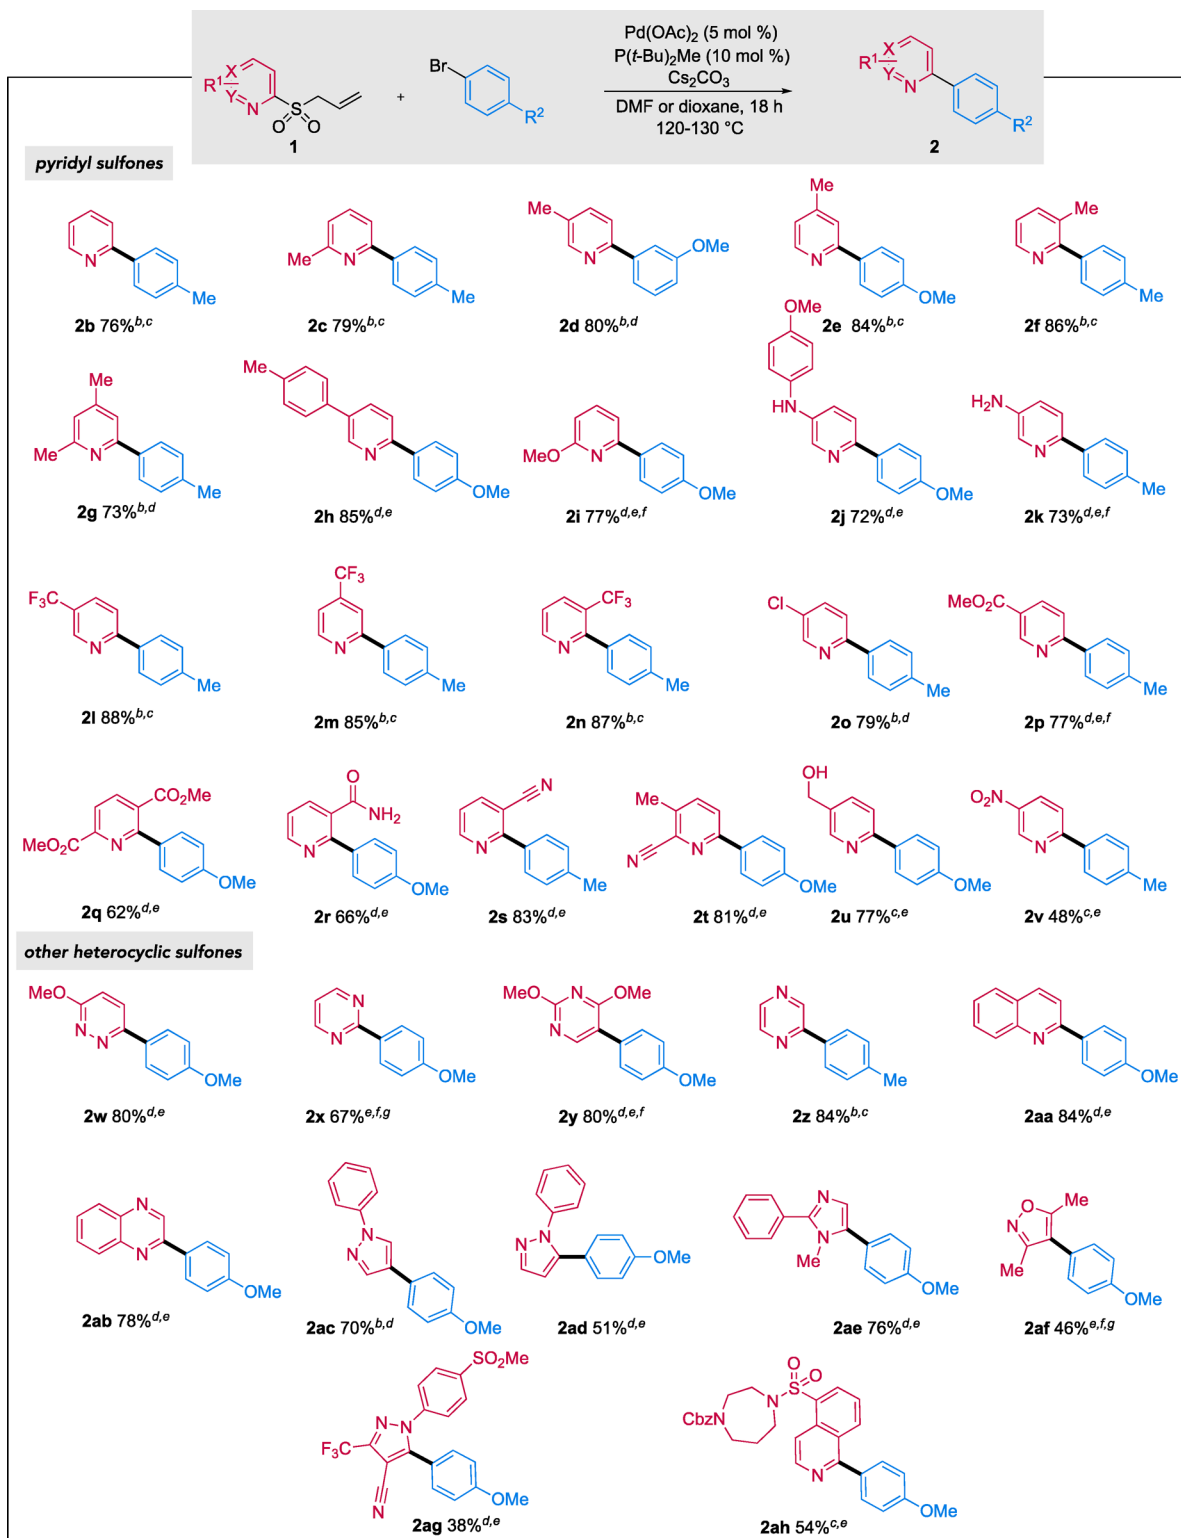 Pd(OAc)2 (5 mol %)
P(t-Bu)2Me (10 mol %)
Cs2CO3
DMF or dioxane, 18 h
120-130 °C
R1 X Y N S O O
1
+
Br R2
R1 X Y N R2
2
pyridyl sulfones
N Me
2b 76%b,c
Me N Me
2c 79%b,c
Me N OMe
2d 80%b,d
Me N OMe
2e 84%b,c
Me N Me
2f 86%b,c
Me Me N Me
2g 73%b,d
Me N OMe
2h 85%d,e
MeO N OMe
2i 77%d,e,f
OMe HN N OMe
2j 72%d,e
H2N N Me
2k 73%d,e,f
F3C N Me
2l 88%b,c
CF3 N Me
2m 85%b,c
CF3 N Me
2n 87%b,c
Cl N Me
2o 79%b,d
MeO2C N Me
2p 77%d,e,f
CO2Me MeO2C N OMe
2q 62%d,e
O NH2 N OMe
2r 66%d,e
N N Me
2s 83%d,e
Me N N OMe
2t 81%d,e
OH N OMe
2u 77%c,e
NO2 N Me
2v 48%c,e
other heterocyclic sulfones
MeO N N OMe
2w 80%d,e
N N OMe
2x 67%e,f,g
MeO N OMe N OMe
2y 80%d,e,f
N N Me
2z 84%b,c
N OMe
2aa 84%d,e
N N OMe
2ab 78%d,e
N N OMe
2ac 70%b,d
N N OMe
2ad 51%d,e
N N Me OMe
2ae 76%d,e
O Me N Me OMe
2af 46%e,f,g
SO2Me N N F3C N OMe
2ag 38%d,e
O O S N CbzN N OMe
2ah 54%c,e